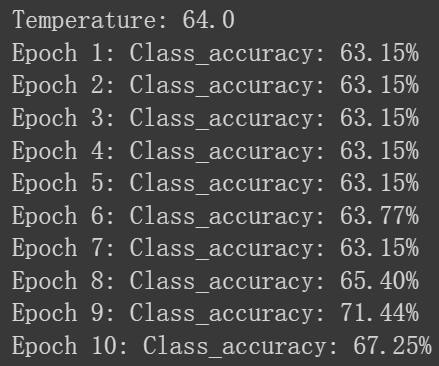 Temperature: 64.0
Epoch 1: Class_accuracy: 63.15%
Epoch 2: Class_accuracy: 63.15%
Epoch 3: Class_accuracy: 63.15%
Epoch 4: Class_accuracy: 63.15%
Epoch 5: Class_accuracy: 63.15%
Epoch 6: Class_accuracy: 63.77%
Epoch 7: Class_accuracy: 63.15%
Epoch 8: Class_accuracy: 65.40%
Epoch 9: Class_accuracy: 71.44%
Epoch 10: Class_accuracy: 67.25%